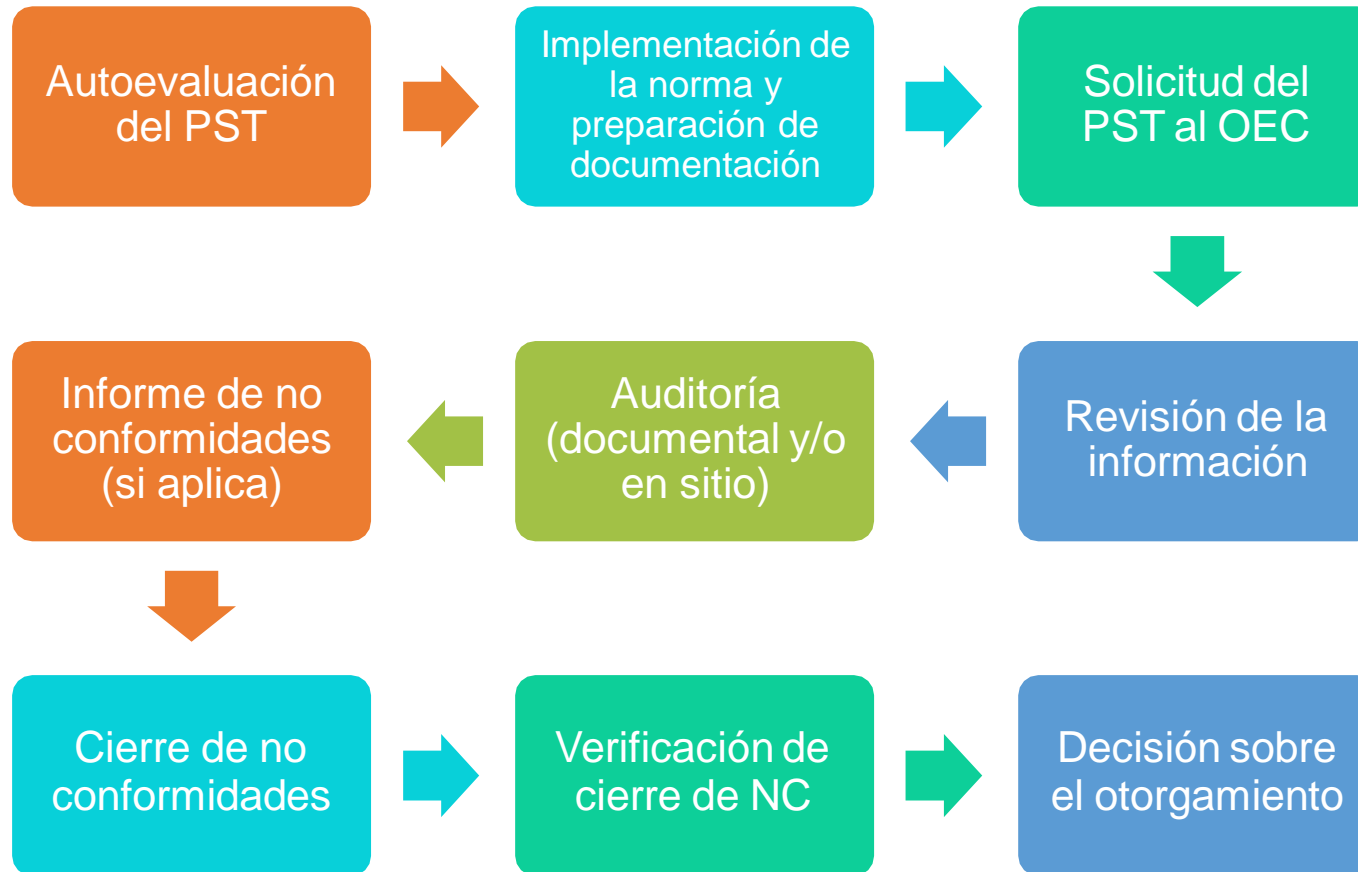 Autoevaluación
del PST
Implementación de
la norma y
preparación de
documentación
Solicitud del
PST al OEC
Revisión de la
información
Auditoría
(documental y/o
en sitio)
Informe de no
conformidades
(si aplica)
Cierre de no
conformidades
Verificación de
cierre de NC
Decisión sobre
el otorgamiento